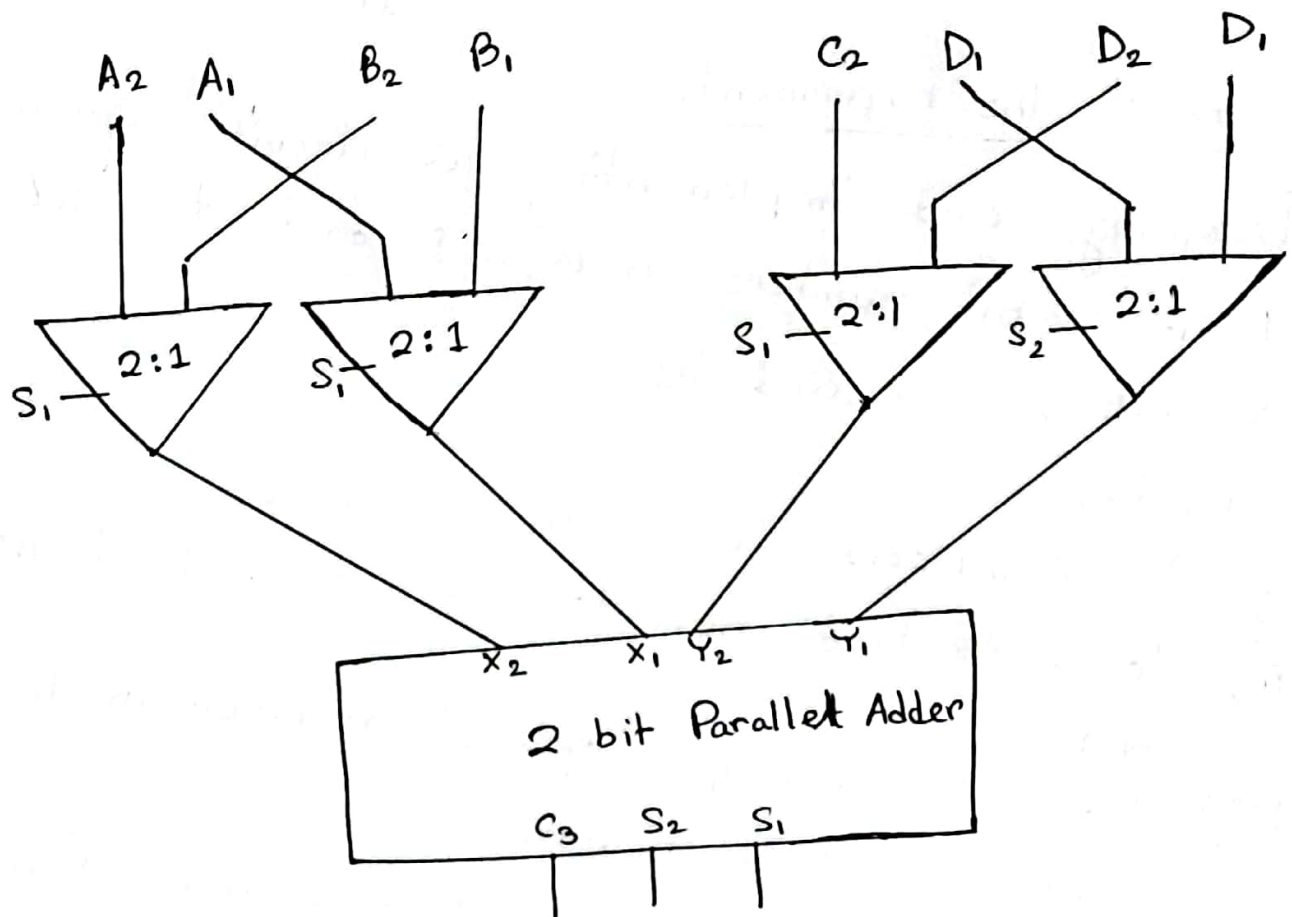 A2 A1 B2 B1 C2 D1 D2 D1
2:1 2:1 2:1 2:1
S1 S1 S1 S2
X2 X1 Y2 Y1
2 bit Parallel Adder
C3 S2 S1